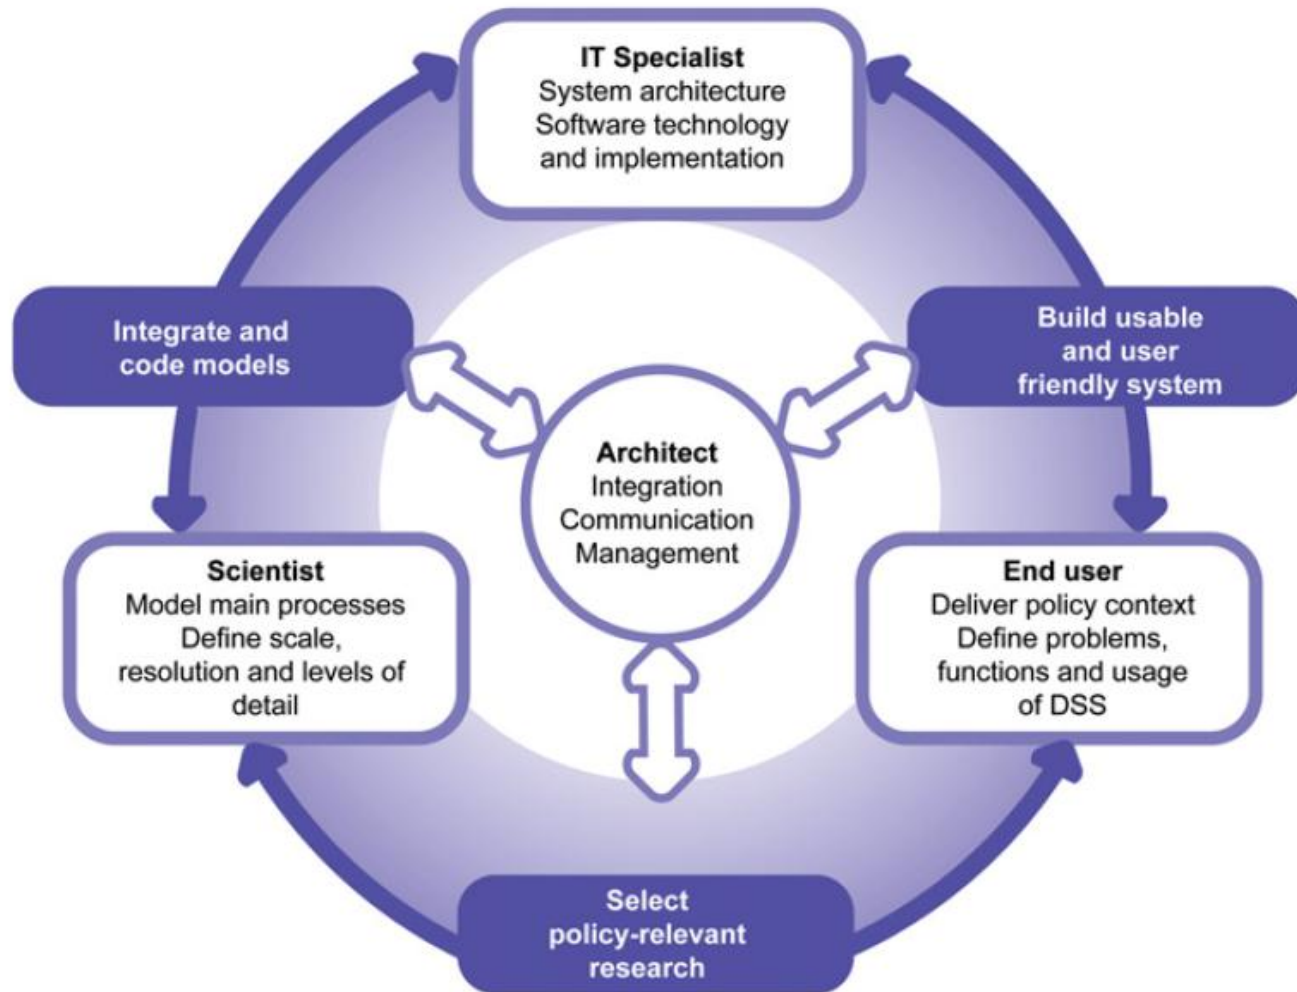 IT Specialist
System architecture
Software technology
and implementation
Integrate and
code models
Build usable
and user
friendly system
Architect
Integration
Communication
Management
Scientist
Model main processes
Define scale,
resolution and levels of
detail
End user
Deliver policy context
Define problems,
functions and usage
of DSS
Select
policy-relevant
research